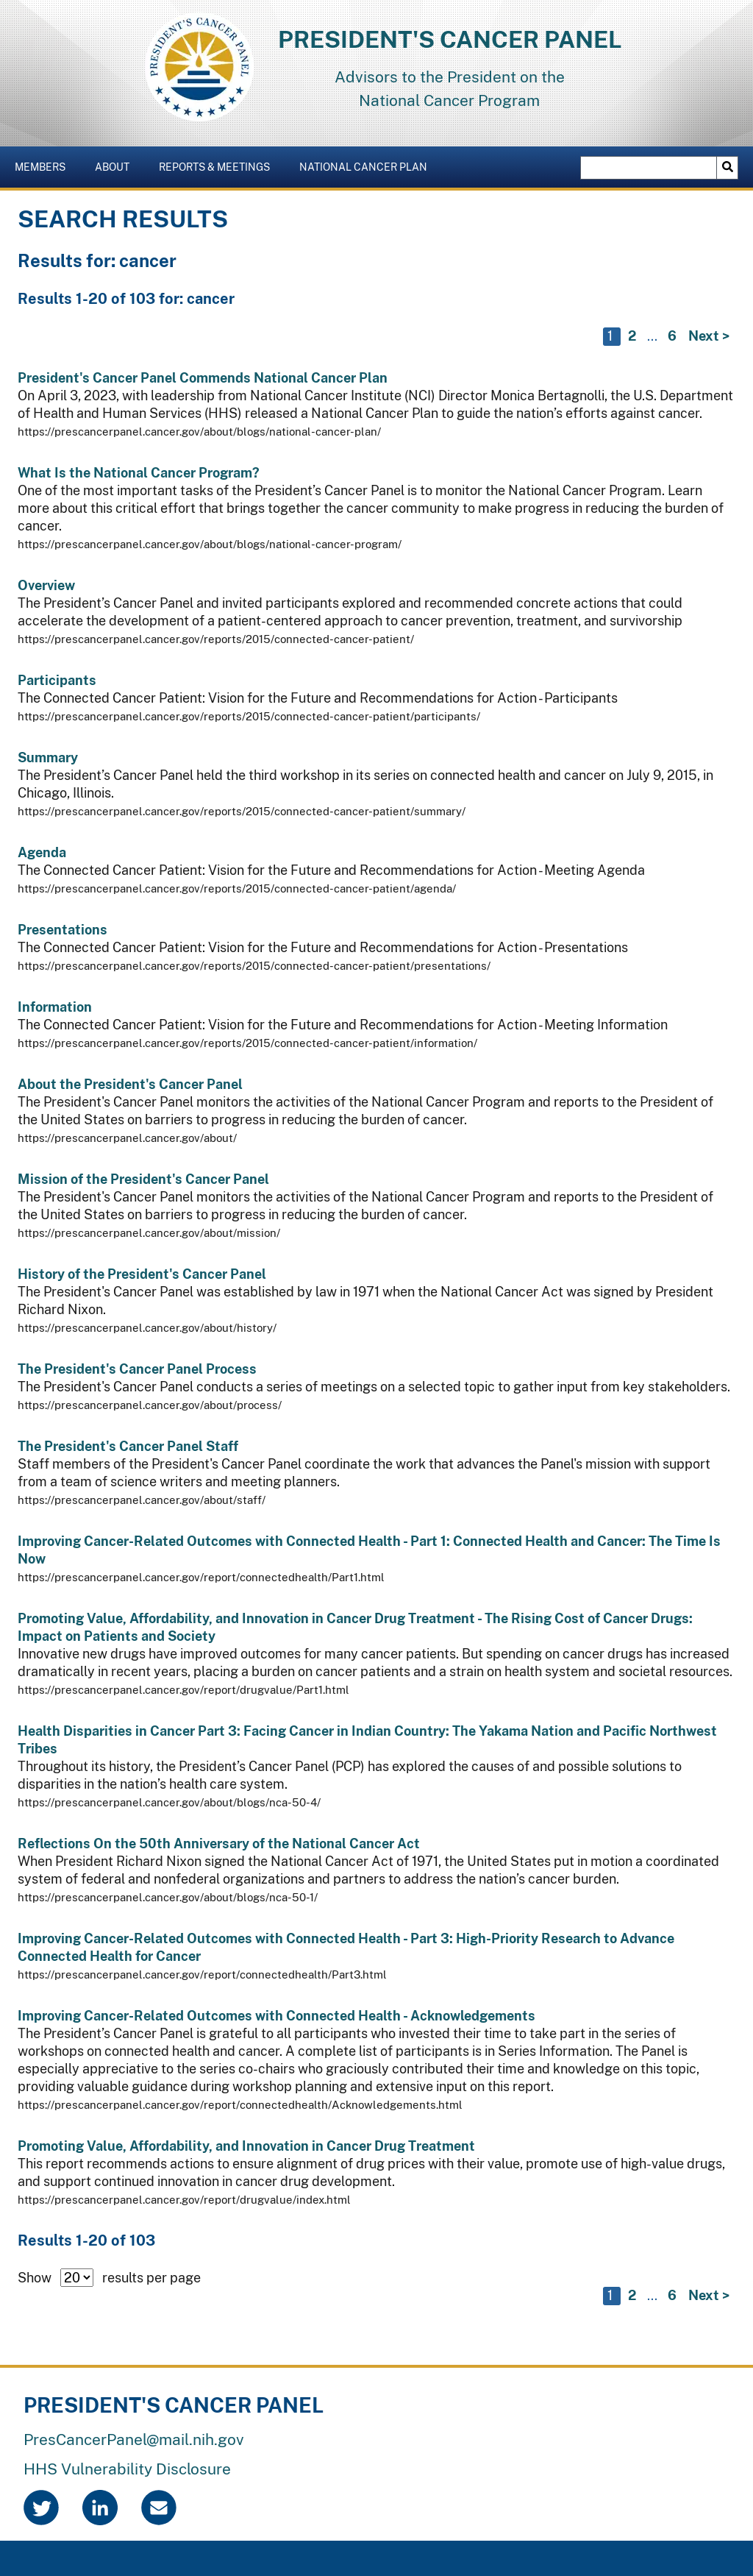 PRESIDENT'S CANCER PANEL
PRESIDENT'S CANCER PANEL
Advisors to the President on the
National Cancer Program
MEMBERS ABOUT REPORTS & MEETINGS NATIONAL CANCER PLAN
SEARCH RESULTS
Results for: cancer
Results 1-20 of 103 for: cancer
1 2 ... 6 Next >
President's Cancer Panel Commends National Cancer Plan
On April 3, 2023, with leadership from National Cancer Institute (NCI) Director Monica Bertagnolli, the U.S. Department
of Health and Human Services (HHS) released a National Cancer Plan to guide the nation’s efforts against cancer.
https://prescancerpanel.cancer.gov/about/blogs/national-cancer-plan/
What Is the National Cancer Program?
One of the most important tasks of the President’s Cancer Panel is to monitor the National Cancer Program. Learn
more about this critical effort that brings together the cancer community to make progress in reducing the burden of
cancer.
https://prescancerpanel.cancer.gov/about/blogs/national-cancer-program/
Overview
The President’s Cancer Panel and invited participants explored and recommended concrete actions that could
accelerate the development of a patient-centered approach to cancer prevention, treatment, and survivorship
https://prescancerpanel.cancer.gov/reports/2015/connected-cancer-patient/
Participants
The Connected Cancer Patient: Vision for the Future and Recommendations for Action - Participants
https://prescancerpanel.cancer.gov/reports/2015/connected-cancer-patient/participants/
Summary
The President’s Cancer Panel held the third workshop in its series on connected health and cancer on July 9, 2015, in
Chicago, Illinois.
https://prescancerpanel.cancer.gov/reports/2015/connected-cancer-patient/summary/
Agenda
The Connected Cancer Patient: Vision for the Future and Recommendations for Action - Meeting Agenda
https://prescancerpanel.cancer.gov/reports/2015/connected-cancer-patient/agenda/
Presentations
The Connected Cancer Patient: Vision for the Future and Recommendations for Action - Presentations
https://prescancerpanel.cancer.gov/reports/2015/connected-cancer-patient/presentations/
Information
The Connected Cancer Patient: Vision for the Future and Recommendations for Action - Meeting Information
https://prescancerpanel.cancer.gov/reports/2015/connected-cancer-patient/information/
About the President's Cancer Panel
The President's Cancer Panel monitors the activities of the National Cancer Program and reports to the President of
the United States on barriers to progress in reducing the burden of cancer.
https://prescancerpanel.cancer.gov/about/
Mission of the President's Cancer Panel
The President's Cancer Panel monitors the activities of the National Cancer Program and reports to the President of
the United States on barriers to progress in reducing the burden of cancer.
https://prescancerpanel.cancer.gov/about/mission/
History of the President's Cancer Panel
The President's Cancer Panel was established by law in 1971 when the National Cancer Act was signed by President
Richard Nixon.
https://prescancerpanel.cancer.gov/about/history/
The President's Cancer Panel Process
The President's Cancer Panel conducts a series of meetings on a selected topic to gather input from key stakeholders.
https://prescancerpanel.cancer.gov/about/process/
The President's Cancer Panel Staff
Staff members of the President's Cancer Panel coordinate the work that advances the Panel's mission with support
from a team of science writers and meeting planners.
https://prescancerpanel.cancer.gov/about/staff/
Improving Cancer-Related Outcomes with Connected Health - Part 1: Connected Health and Cancer: The Time Is
Now
https://prescancerpanel.cancer.gov/report/connectedhealth/Part1.html
Promoting Value, Affordability, and Innovation in Cancer Drug Treatment - The Rising Cost of Cancer Drugs:
Impact on Patients and Society
Innovative new drugs have improved outcomes for many cancer patients. But spending on cancer drugs has increased
dramatically in recent years, placing a burden on cancer patients and a strain on health system and societal resources.
https://prescancerpanel.cancer.gov/report/drugvalue/Part1.html
Health Disparities in Cancer Part 3: Facing Cancer in Indian Country: The Yakama Nation and Pacific Northwest
Tribes
Throughout its history, the President’s Cancer Panel (PCP) has explored the causes of and possible solutions to
disparities in the nation’s health care system.
https://prescancerpanel.cancer.gov/about/blogs/nca-50-4/
Reflections On the 50th Anniversary of the National Cancer Act
When President Richard Nixon signed the National Cancer Act of 1971, the United States put in motion a coordinated
system of federal and nonfederal organizations and partners to address the nation’s cancer burden.
https://prescancerpanel.cancer.gov/about/blogs/nca-50-1/
Improving Cancer-Related Outcomes with Connected Health - Part 3: High-Priority Research to Advance
Connected Health for Cancer
https://prescancerpanel.cancer.gov/report/connectedhealth/Part3.html
Improving Cancer-Related Outcomes with Connected Health - Acknowledgements
The President’s Cancer Panel is grateful to all participants who invested their time to take part in the series of
workshops on connected health and cancer. A complete list of participants is in Series Information. The Panel is
especially appreciative to the series co-chairs who graciously contributed their time and knowledge on this topic,
providing valuable guidance during workshop planning and extensive input on this report.
https://prescancerpanel.cancer.gov/report/connectedhealth/Acknowledgements.html
Promoting Value, Affordability, and Innovation in Cancer Drug Treatment
This report recommends actions to ensure alignment of drug prices with their value, promote use of high-value drugs,
and support continued innovation in cancer drug development.
https://prescancerpanel.cancer.gov/report/drugvalue/index.html
Results 1-20 of 103
Show 20 results per page
1 2 ... 6 Next >
PRESIDENT'S CANCER PANEL
PresCancerPanel@mail.nih.gov
HHS Vulnerability Disclosure